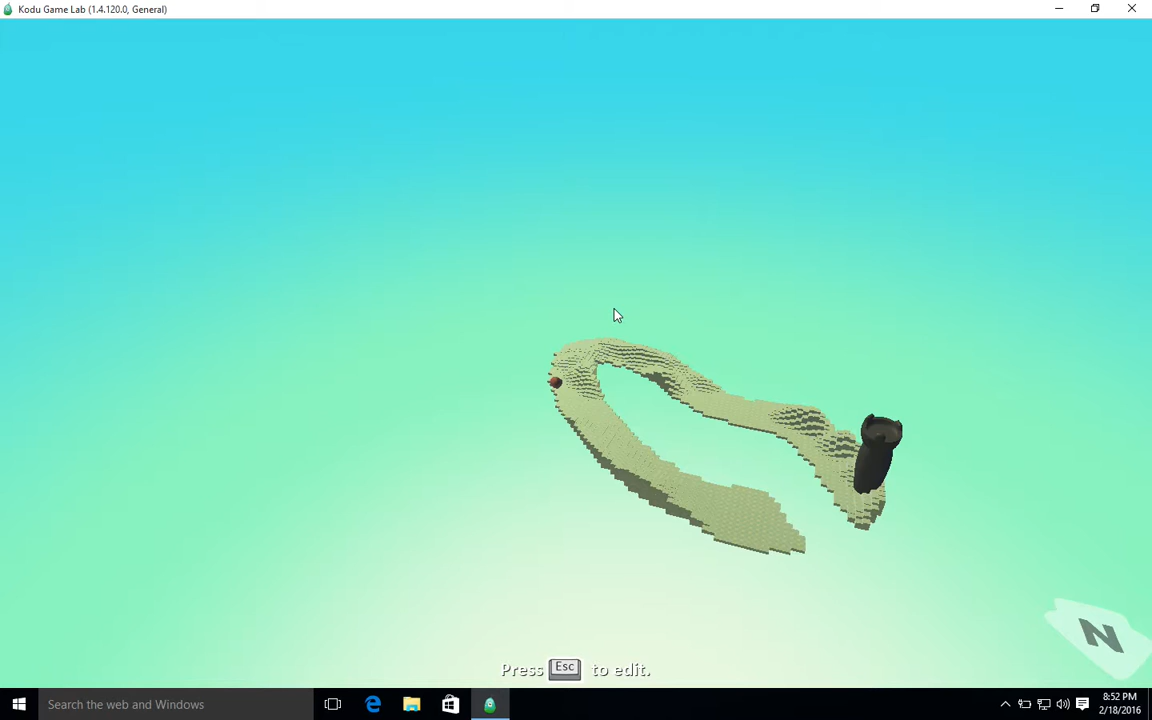 Kodu Game Lab (1.4.120.0, General)
N
Press Esc to edit.
Search the web and Windows
8:52 PM
2/18/2016